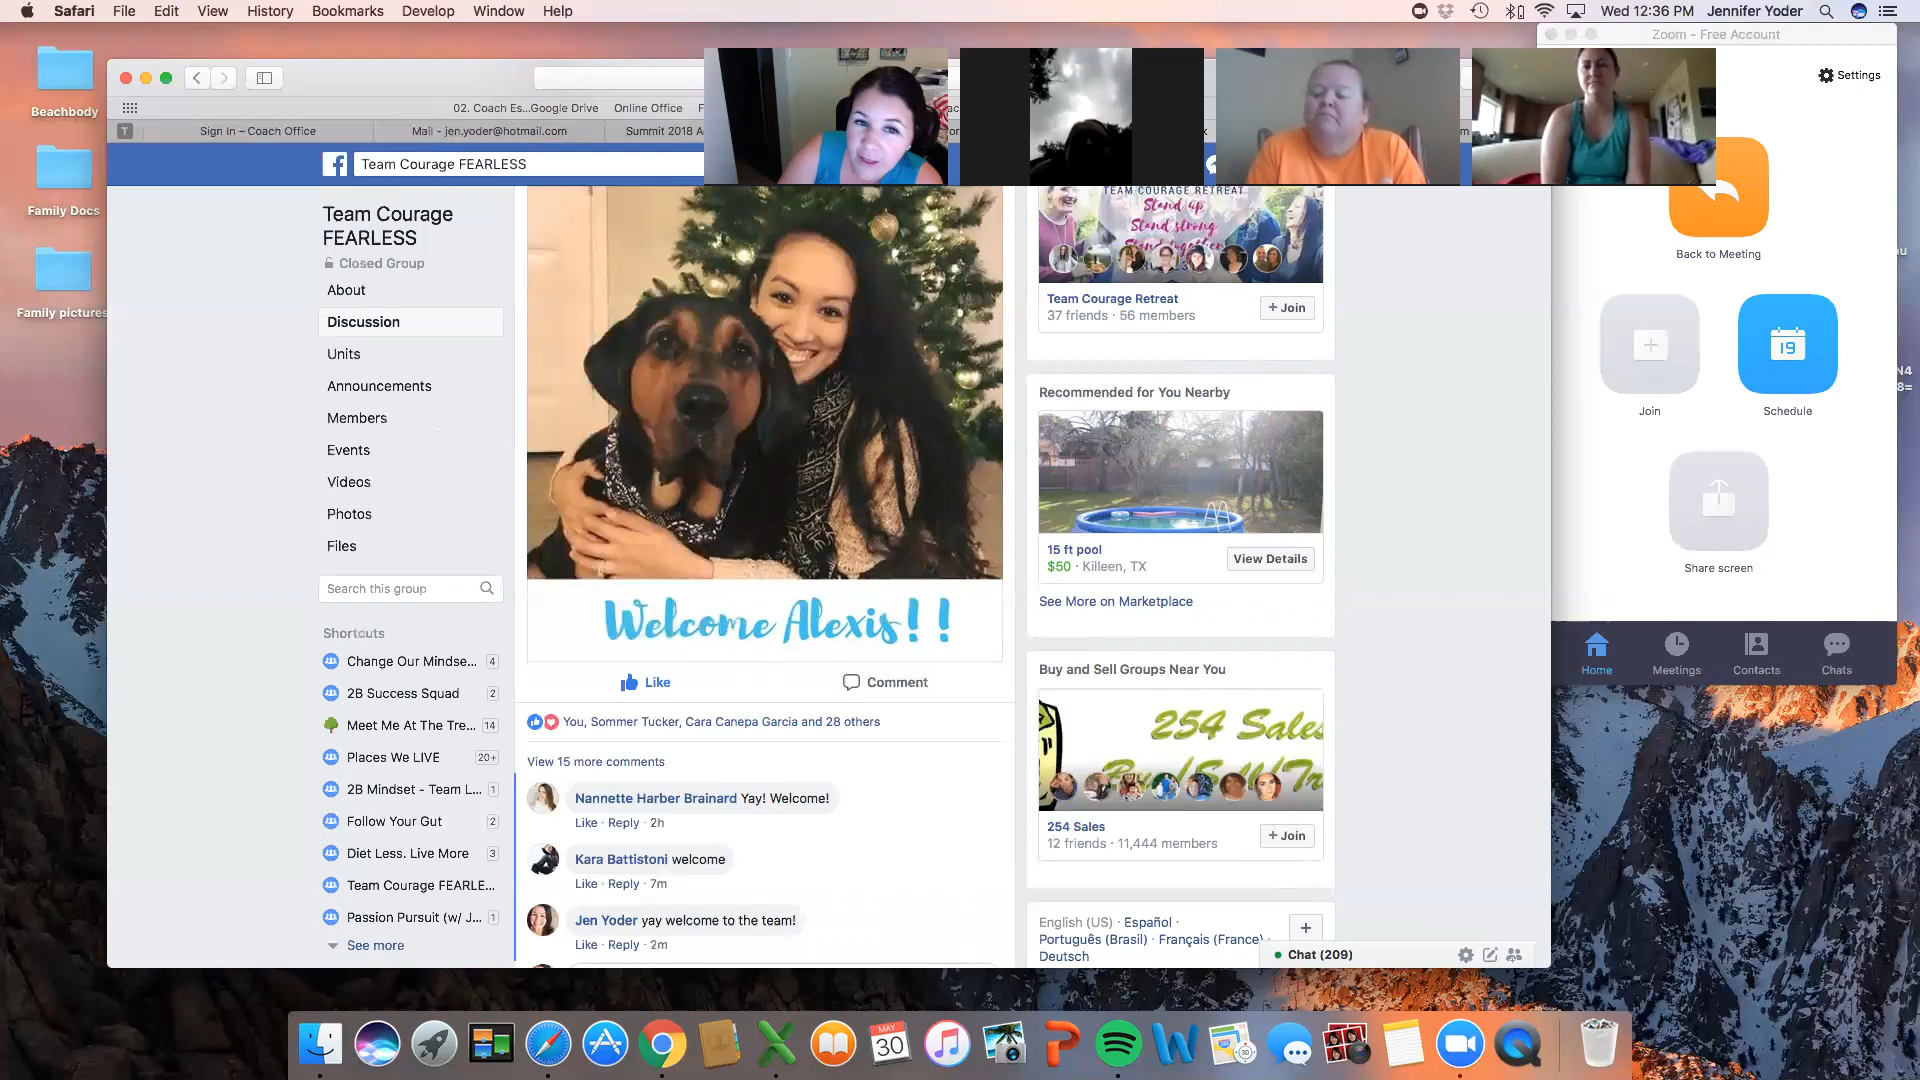 Safari File Edit View History Bookmarks Develop Window Help
Wed 12:36 PM Jennifer Yoder
Zoom - Free Account
Settings
Beachbody
Family Docs
Family pictures
02. Coach Es...Google Drive Online Office
T Sign In – Coach Office Mail - jen.yoder@hotmail.com Summit 2018 A
Team Courage FEARLESS
Team Courage
FEARLESS
Closed Group
About
Discussion
Units
Announcements
Members
Events
Videos
Photos
Files
Search this group
Shortcuts
Change Our Mindse... 4
2B Success Squad 2
Meet Me At The Tre... 14
Places We LIVE 20+
2B Mindset - Team L... 1
Follow Your Gut 2
Diet Less. Live More 3
Team Courage FEARLE...
Passion Pursuit (w/ J... 1
See more
Welcome Alexis! !
Like Comment
You, Sommer Tucker, Cara Canepa Garcia and 28 others
View 15 more comments
Nannette Harber Brainard Yay! Welcome!
Like · Reply · 2h
Kara Battistoni welcome
Like · Reply · 7m
Jen Yoder yay welcome to the team!
Like · Reply · 2m
TEAM COURAGE RETREAT
Stand up
Stand strong
Stand together
Team Courage Retreat
37 friends · 56 members
+ Join
Recommended for You Nearby
15 ft pool
$50 · Killeen, TX
View Details
See More on Marketplace
Buy and Sell Groups Near You
254 Sales
254 Sales
12 friends · 11,444 members
+ Join
English (US) · Español ·
Português (Brasil) · Français (France) ·
Deutsch
+
Chat (209)
Back to Meeting
Join
19
Schedule
Share screen
Home Meetings Contacts Chats
MAY
30